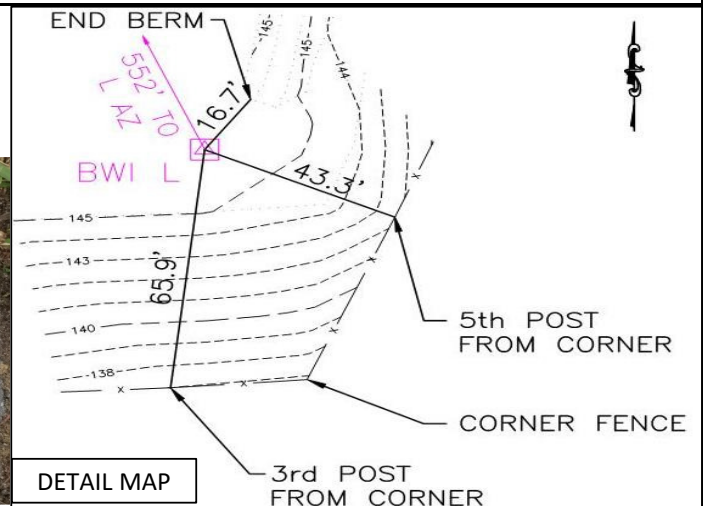 END BERM
145
145
144
552' TO
L AZ
16.7'
BWI L
43.3'
145
143
65.9'
140
138
5th POST
FROM CORNER
CORNER FENCE
3rd POST
FROM CORNER
DETAIL MAP